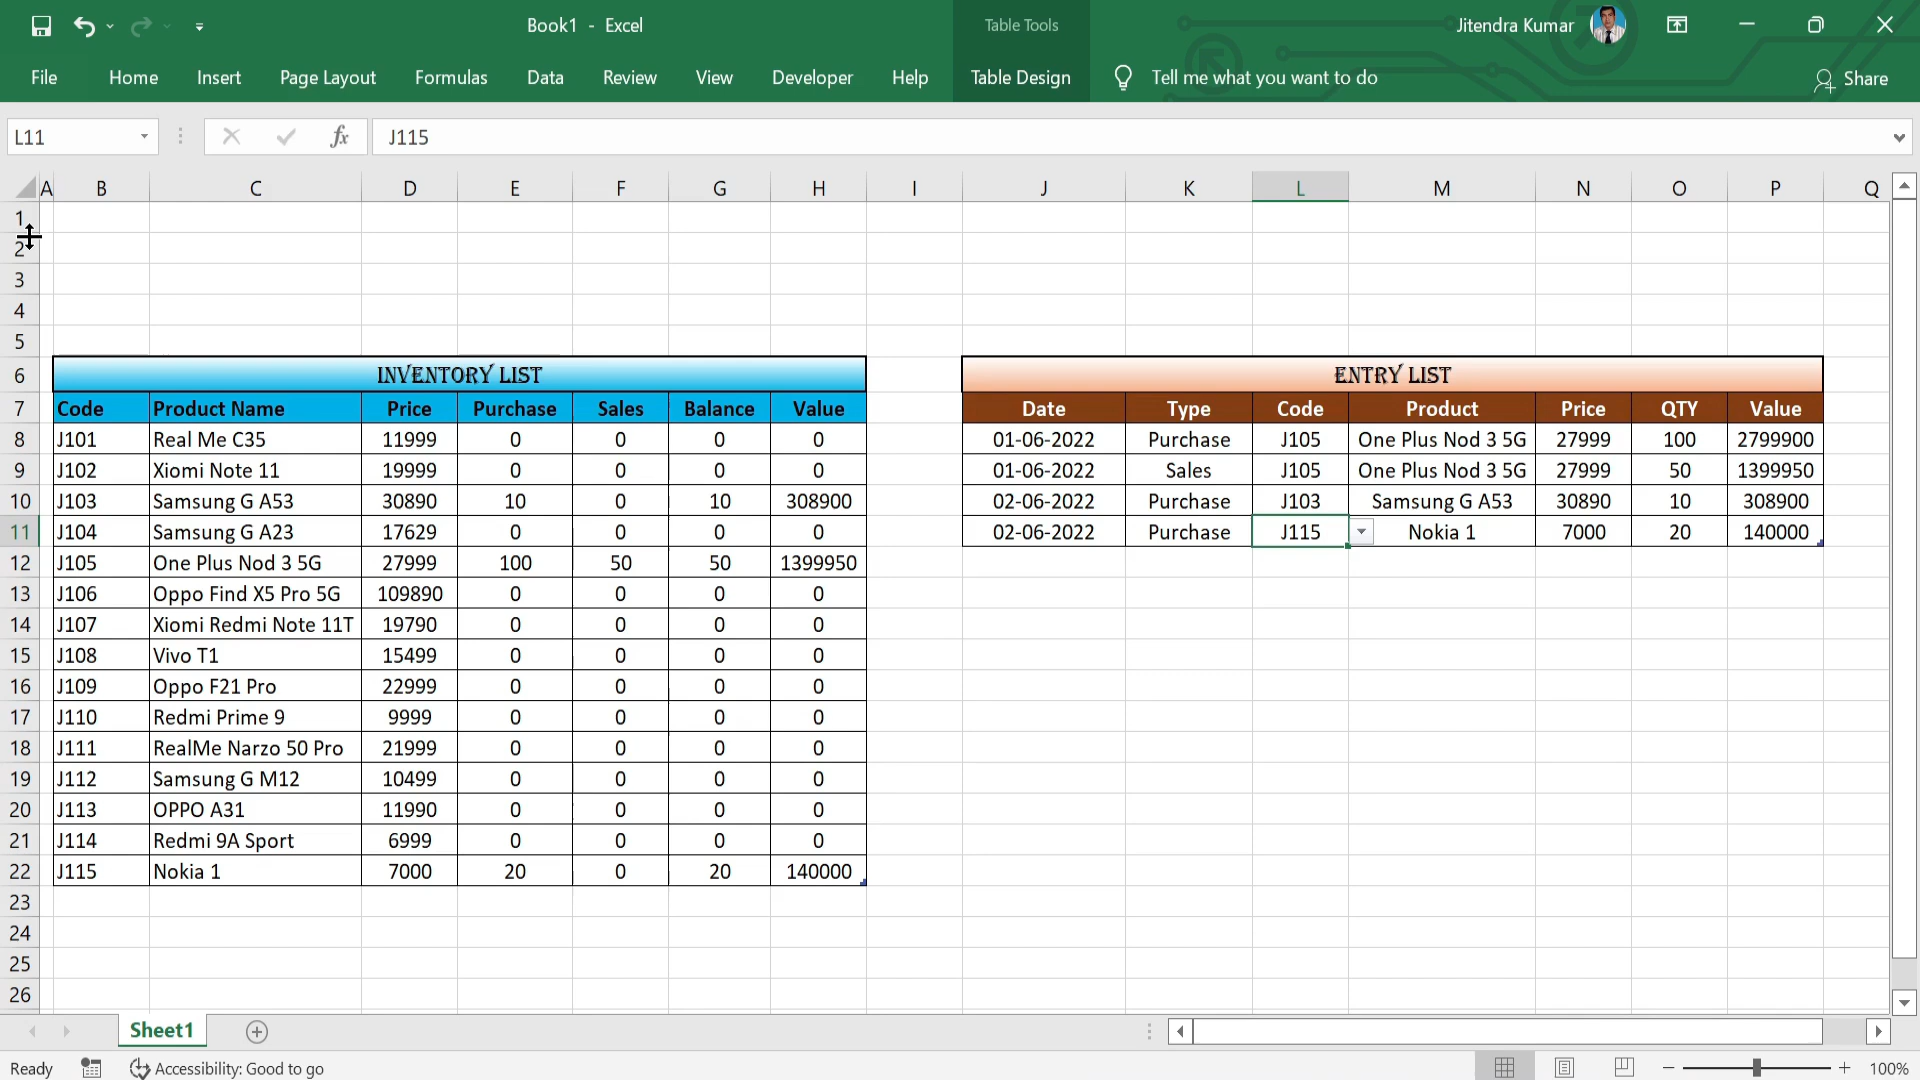 Book1 - Excel
Table Tools
Jitendra Kumar
File Home Insert Page Layout Formulas Data Review View Developer Help Table Design Tell me what you want to do Share
L11 fx J115
A B C D E F G H I J K L M N O P Q
1
2
3
4
5
6 INVENTORY LIST ENTRY LIST
7 Code Product Name Price Purchase Sales Balance Value Date Type Code Product Price QTY Value
8 J101 Real Me C35 11999 0 0 0 0 01-06-2022 Purchase J105 One Plus Nod 3 5G 27999 100 2799900
9 J102 Xiomi Note 11 19999 0 0 0 0 01-06-2022 Sales J105 One Plus Nod 3 5G 27999 50 1399950
10 J103 Samsung G A53 30890 10 0 10 308900 02-06-2022 Purchase J103 Samsung G A53 30890 10 308900
11 J104 Samsung G A23 17629 0 0 0 0 02-06-2022 Purchase J115 Nokia 1 7000 20 140000
12 J105 One Plus Nod 3 5G 27999 100 50 50 1399950
13 J106 Oppo Find X5 Pro 5G 109890 0 0 0 0
14 J107 Xiomi Redmi Note 11T 19790 0 0 0 0
15 J108 Vivo T1 15499 0 0 0 0
16 J109 Oppo F21 Pro 22999 0 0 0 0
17 J110 Redmi Prime 9 9999 0 0 0 0
18 J111 RealMe Narzo 50 Pro 21999 0 0 0 0
19 J112 Samsung G M12 10499 0 0 0 0
20 J113 OPPO A31 11990 0 0 0 0
21 J114 Redmi 9A Sport 6999 0 0 0 0
22 J115 Nokia 1 7000 20 0 20 140000
23
24
25
26
Sheet1
Ready Accessibility: Good to go 100%